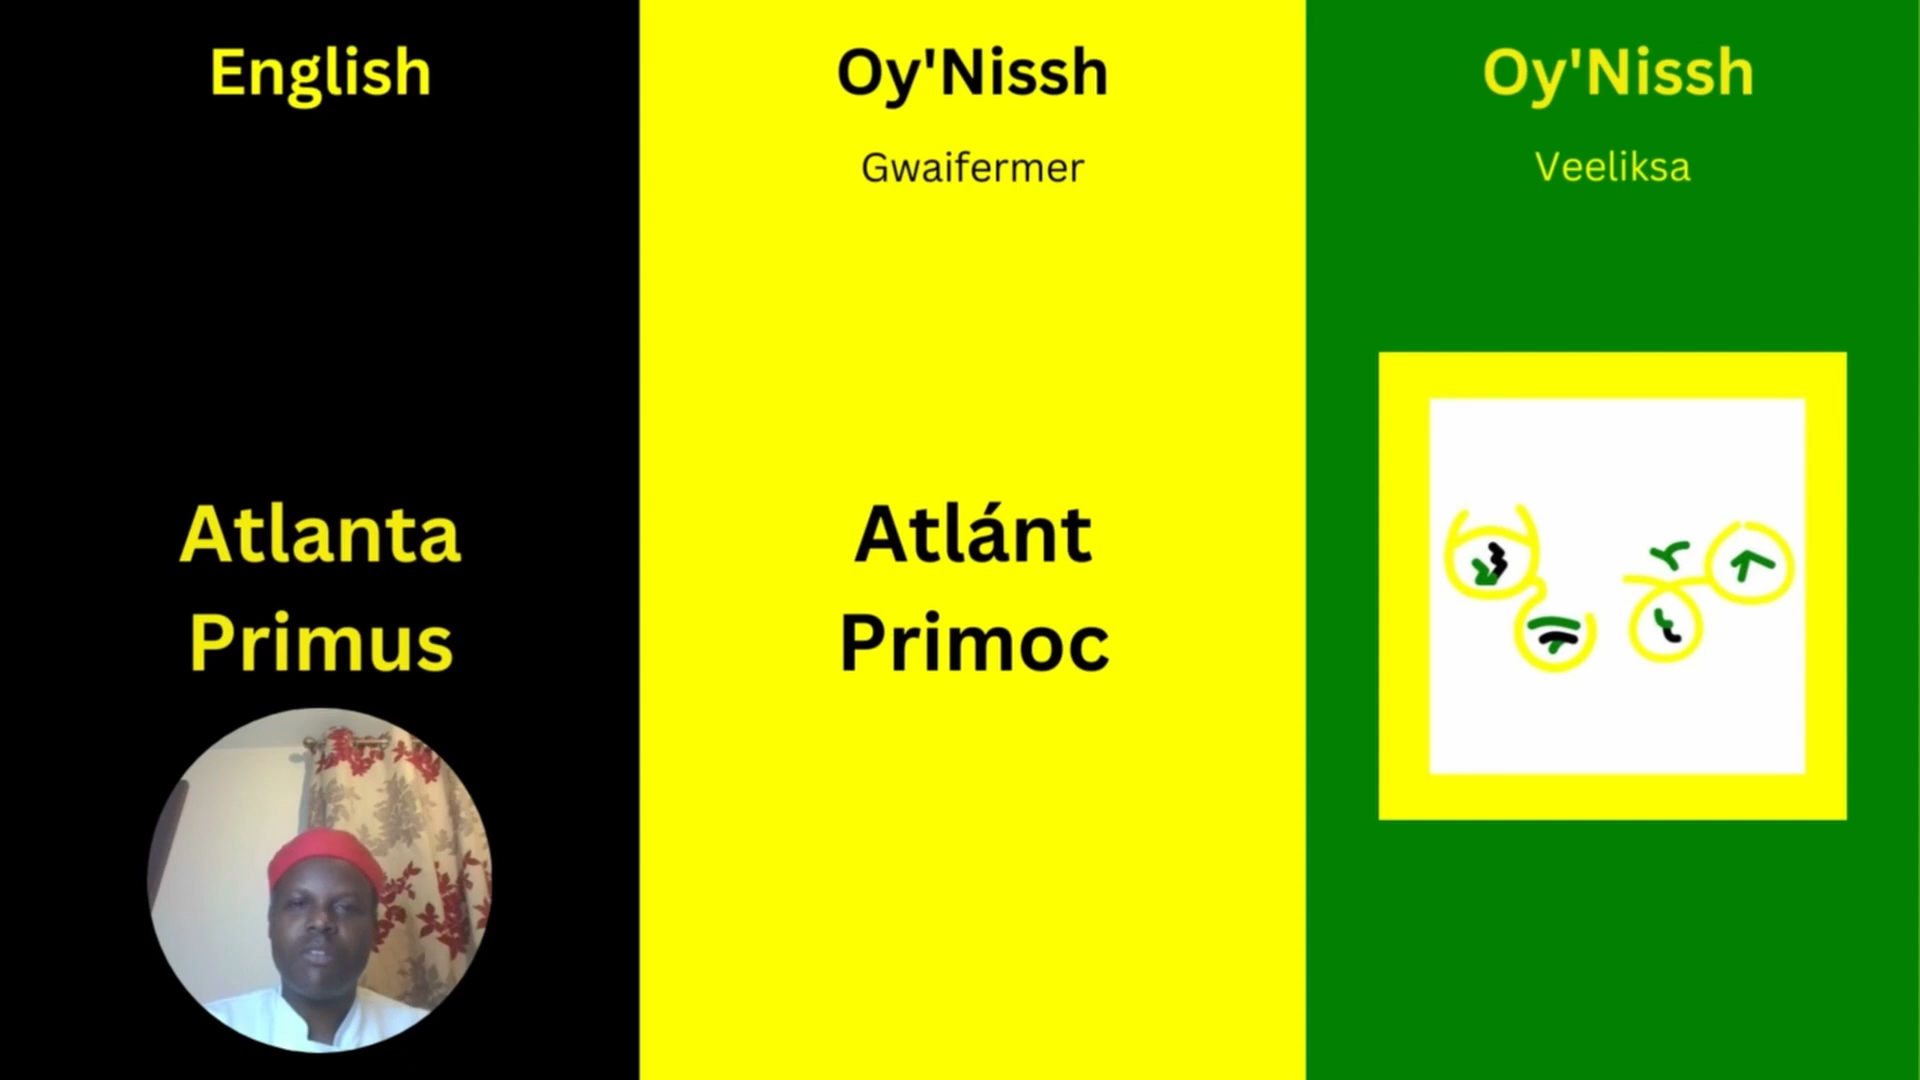 English
Oy'Nissh
Oy'Nissh
Gwaifermer
Veeliksa
Atlanta
Primus
Atlánt
Primoc